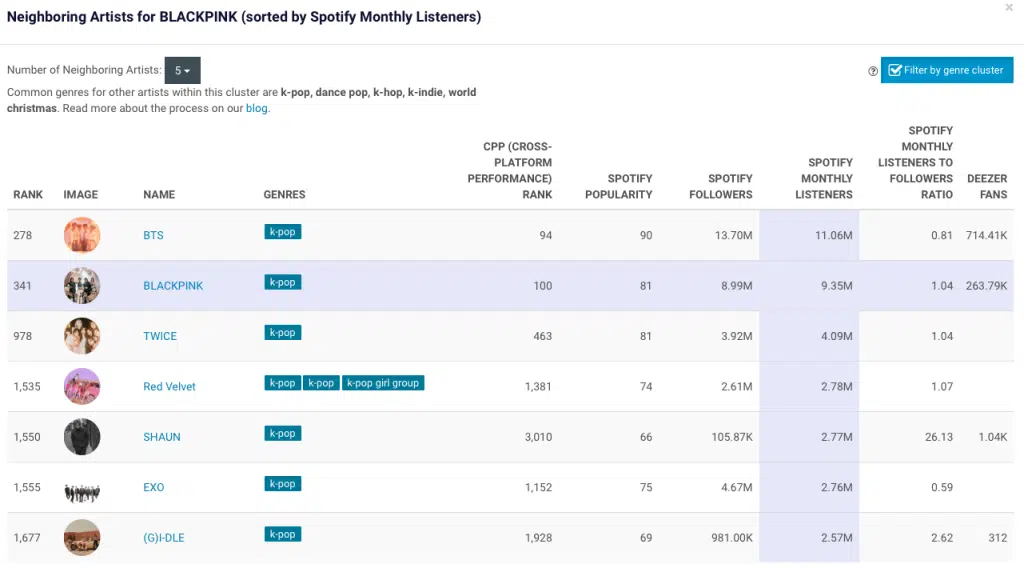 Neighboring Artists for BLACKPINK (sorted by Spotify Monthly Listeners)
×
Number of Neighboring Artists: 5
Filter by genre cluster
Common genres for other artists within this cluster are k-pop, dance pop, k-hop, k-indie, world
christmas. Read more about the process on our blog.
RANK IMAGE NAME GENRES CPP (CROSS-PLATFORM PERFORMANCE) RANK SPOTIFY POPULARITY SPOTIFY FOLLOWERS SPOTIFY MONTHLY LISTENERS SPOTIFY MONTHLY LISTENERS TO FOLLOWERS RATIO DEEZER FANS
278 BTS k-pop 94 90 13.70M 11.06M 0.81 714.41K
341 BLACKPINK k-pop 100 81 8.99M 9.35M 1.04 263.79K
978 TWICE k-pop 463 81 3.92M 4.09M 1.04
1,535 Red Velvet k-pop k-pop k-pop girl group 1,381 74 2.61M 2.78M 1.07
1,550 SHAUN k-pop 3,010 66 105.87K 2.77M 26.13 1.04K
1,555 EXO k-pop 1,152 75 4.67M 2.76M 0.59
1,677 (G)I-DLE k-pop 1,928 69 981.00K 2.57M 2.62 312